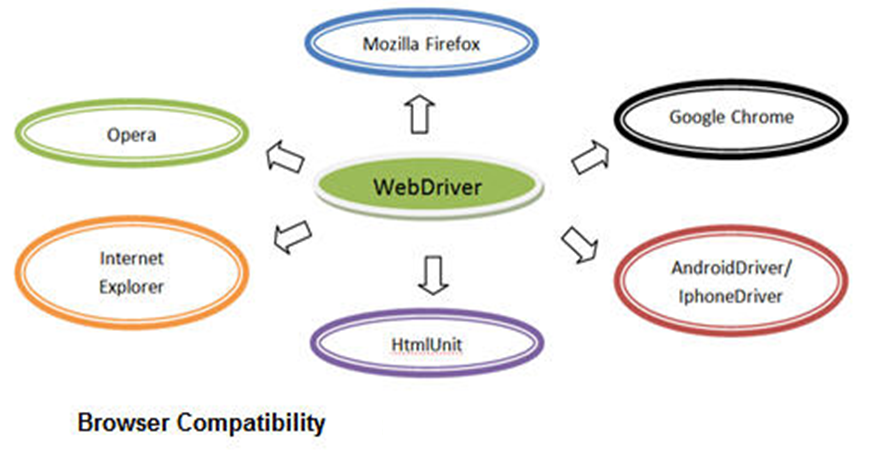 Mozilla Firefox
Google Chrome
Opera
WebDriver
Internet
Explorer
AndroidDriver/
IphoneDriver
HtmlUnit
Browser Compatibility